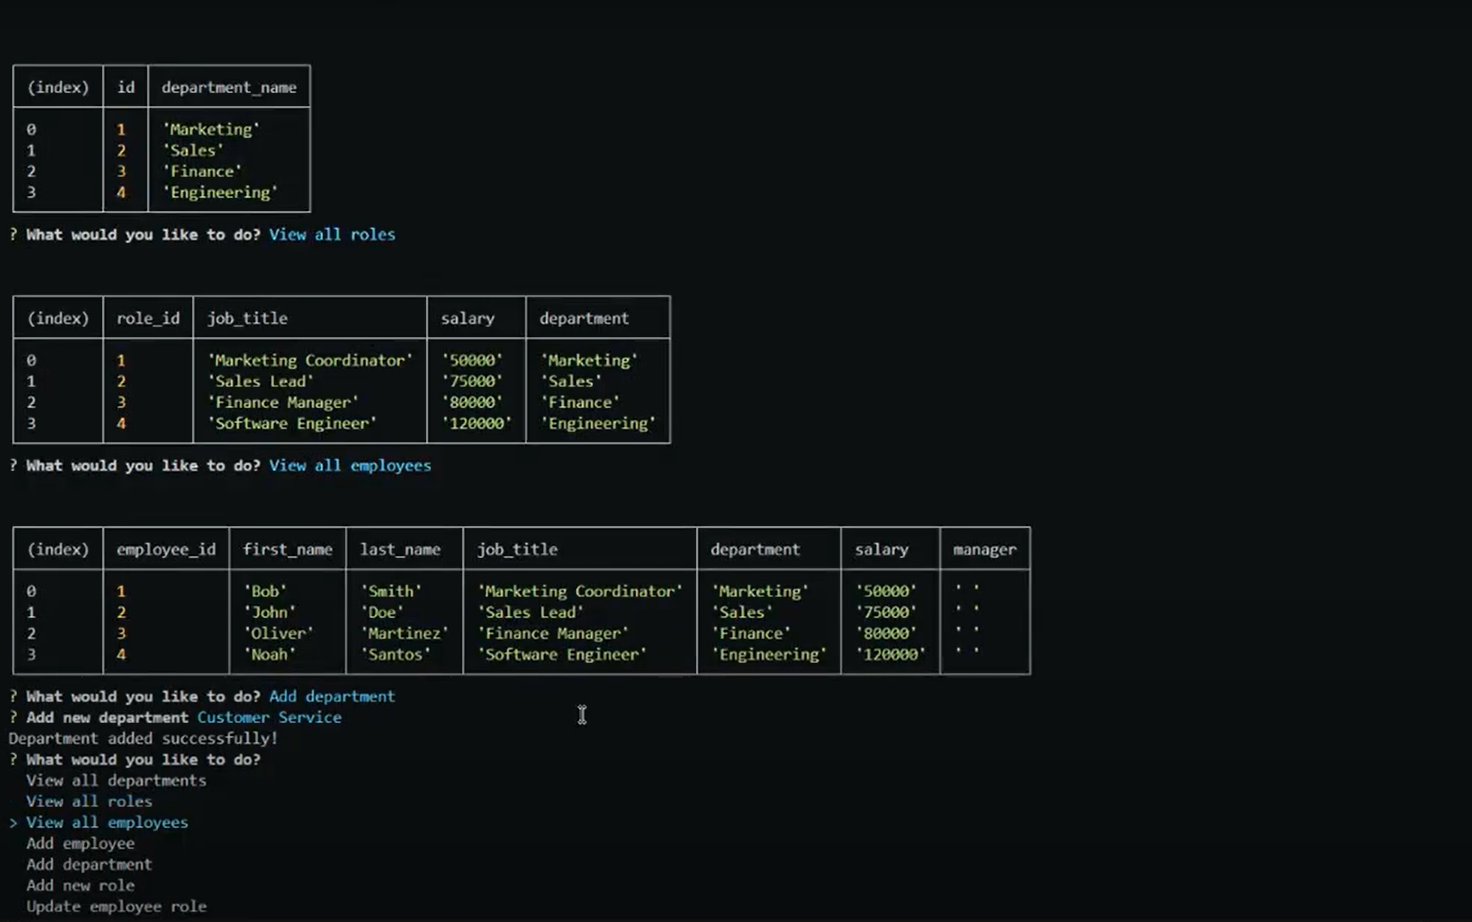 (index) id department_name
0 1 'Marketing'
1 2 'Sales'
2 3 'Finance'
3 4 'Engineering'
? What would you like to do? View all roles
(index) role_id job_title salary department
0 1 'Marketing Coordinator' '50000' 'Marketing'
1 2 'Sales Lead' '75000' 'Sales'
2 3 'Finance Manager' '80000' 'Finance'
3 4 'Software Engineer' '120000' 'Engineering'
? What would you like to do? View all employees
(index) employee_id first_name last_name job_title department salary manager
0 1 'Bob' 'Smith' 'Marketing Coordinator' 'Marketing' '50000' ' '
1 2 'John' 'Doe' 'Sales Lead' 'Sales' '75000' ' '
2 3 'Oliver' 'Martinez' 'Finance Manager' 'Finance' '80000' ' '
3 4 'Noah' 'Santos' 'Software Engineer' 'Engineering' '120000' ' '
? What would you like to do? Add department
? Add new department Customer Service
Department added successfully!
? What would you like to do?
View all departments
View all roles
> View all employees
Add employee
Add department
Add new role
Update employee role